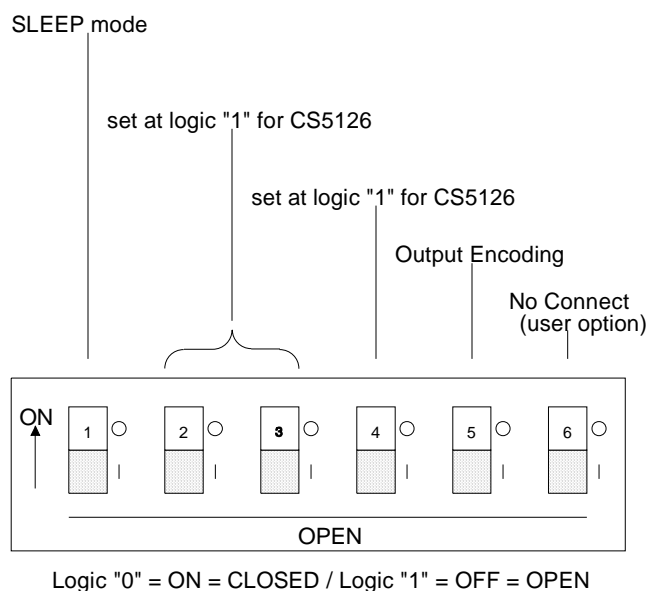 SLEEP mode
set at logic "1" for CS5126
set at logic "1" for CS5126
Output Encoding
No Connect
(user option)
ON
1 O 2 O 3 O 4 O 5 O 6 O
| | | | | |
OPEN
Logic "0" = ON = CLOSED / Logic "1" = OFF = OPEN